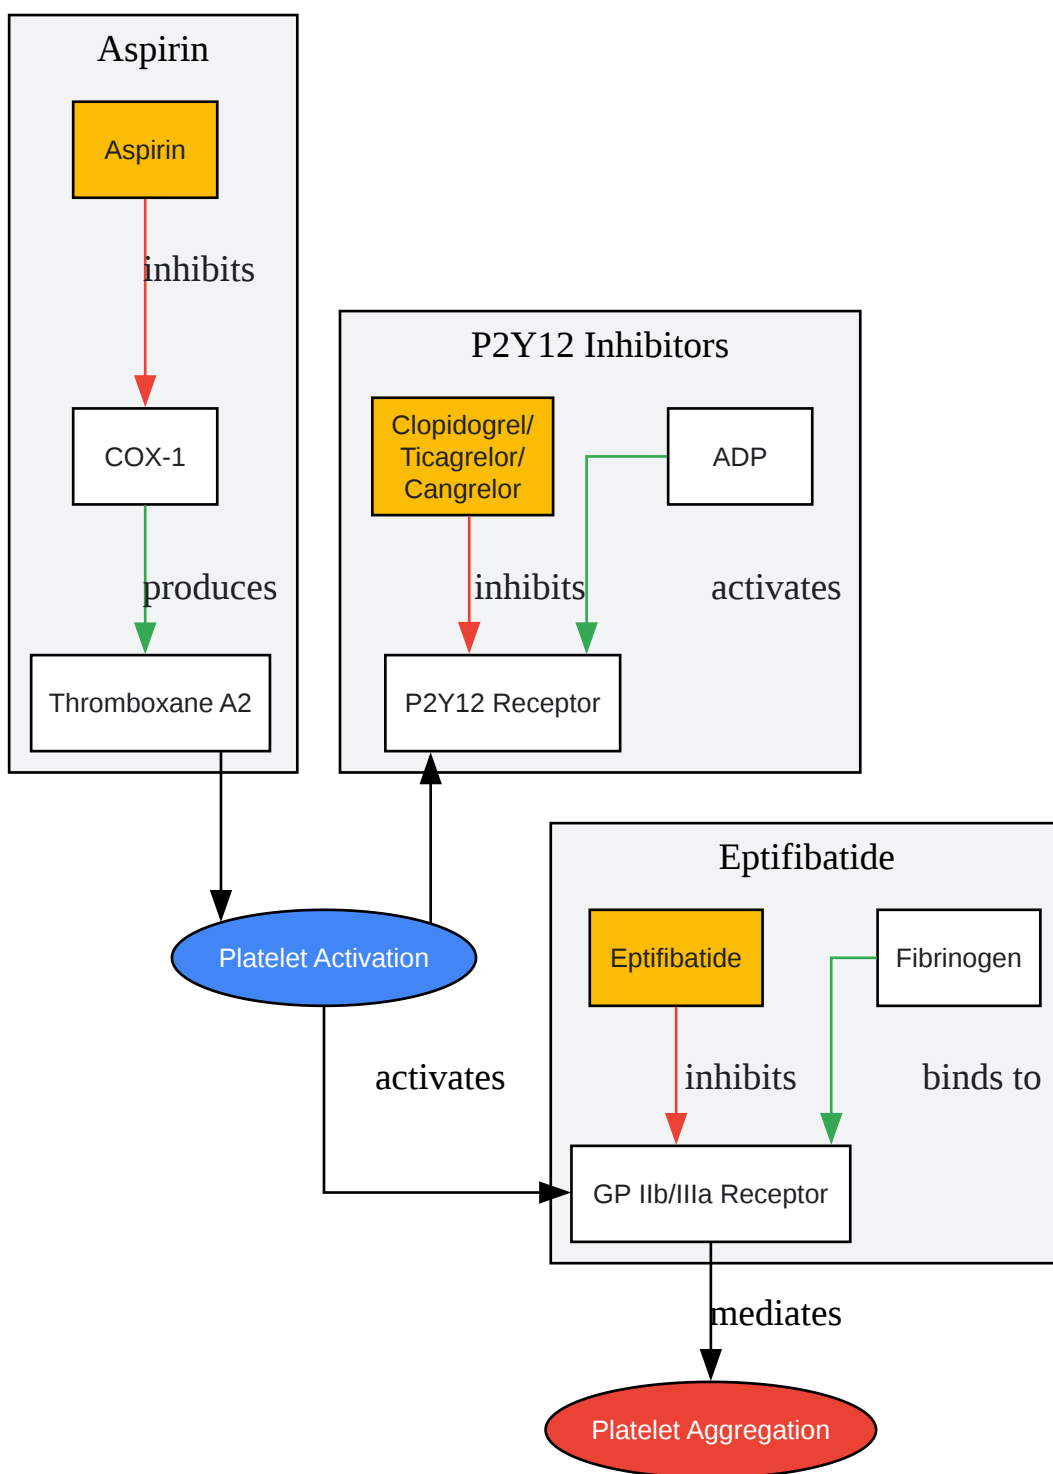 Aspirin
Aspirin
inhibits
COX-1
produces
Thromboxane A2
P2Y12 Inhibitors
Clopidogrel/
Ticagrelor/
Cangrelor
ADP
inhibits
activates
P2Y12 Receptor
Platelet Activation
activates
Eptifibatide
Eptifibatide
Fibrinogen
inhibits
binds to
GP IIb/IIIa Receptor
mediates
Platelet Aggregation